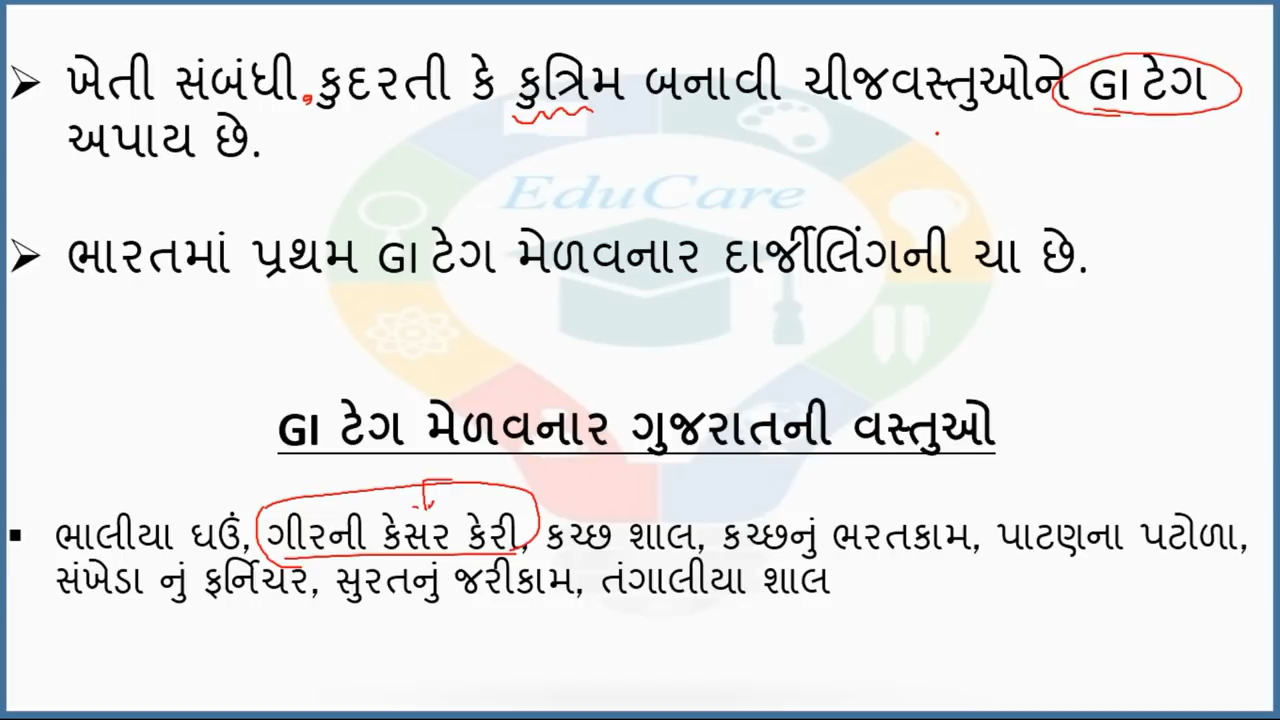 ➢ ખેતી સંબંધી,કુદરતી કે કુત્રિમ બનાવી ચીજવસ્તુઓને GI ટેગ
અપાય છે.
EduCare
➢ ભારતમાં પ્રથમ GI ટેગ મેળવનાર દાર્જીલિંગની ચા છે.
GI ટેગ મેળવનાર ગુજરાતની વસ્તુઓ
▪ ભાલીયા ઘઉં, ગીરની કેસર કેરી, કચ્છ શાલ, કચ્છનું ભરતકામ, પાટણના પટોળા,
સંખેડા નું ફર્નિચર, સુરતનું જરીકામ, તંગાલીયા શાલ